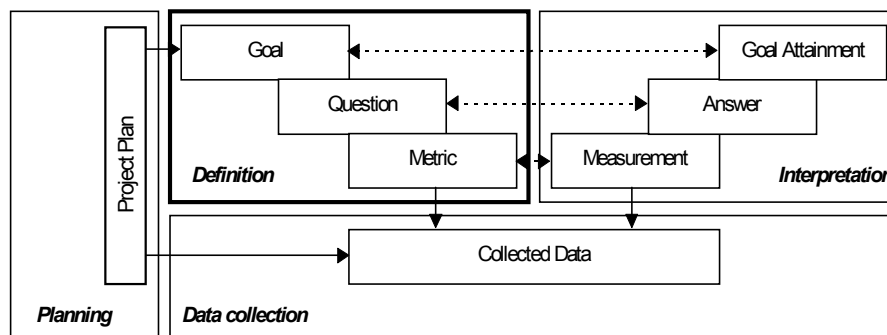 Goal
Goal Attainment
Question
Answer
Metric
Measurement
Definition
Interpretation
Project Plan
Collected Data
Planning
Data collection